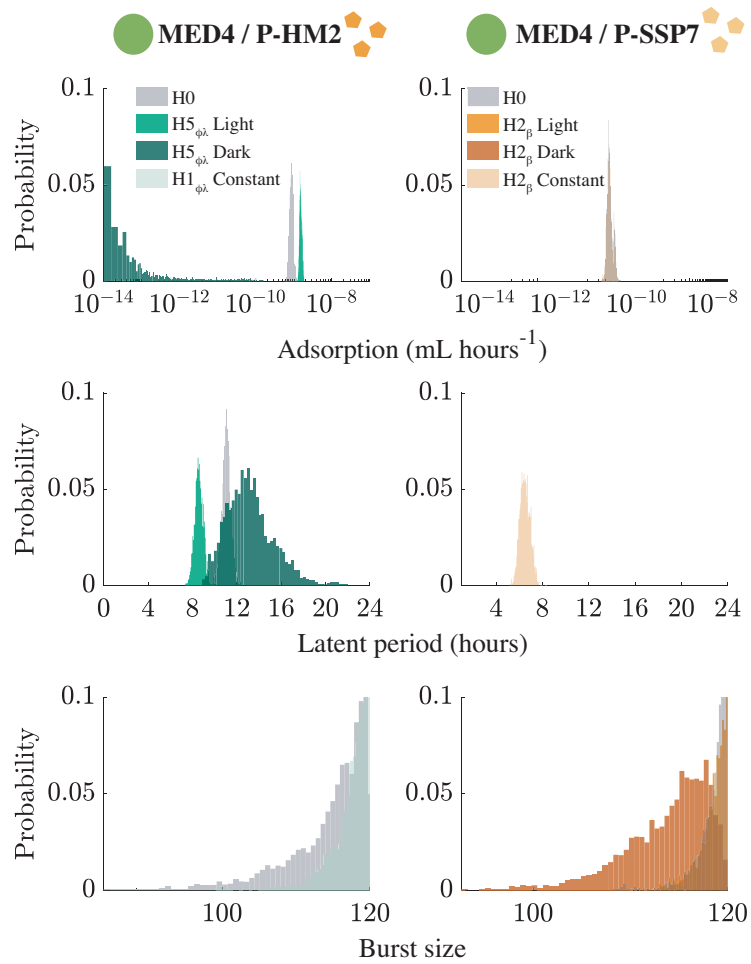 MED4 / P-HM2
MED4 / P-SSP7
Probability
0.1
0.05
0
H0
H5ϕλ Light
H5ϕλ Dark
H1ϕλ Constant
10⁻¹⁴ 10⁻¹² 10⁻¹⁰ 10⁻⁸
H0
H2β Light
H2β Dark
H2β Constant
10⁻¹⁴ 10⁻¹² 10⁻¹⁰ 10⁻⁸
0.1
0.05
0
Adsorption (mL hours⁻¹)
Probability
0.1
0.05
0
0 4 8 12 16 20 24
0.1
0.05
0
4 8 12 16 20 24
Latent period (hours)
Probability
0.1
0.05
0
100 120
0.1
0.05
0
100 120
Burst size